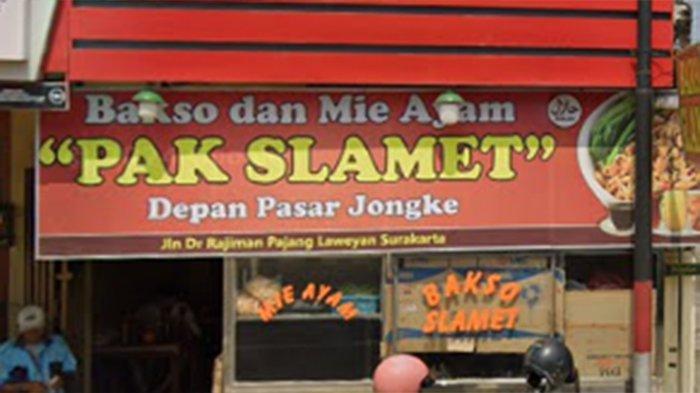 Bakso dan Mie Ayam
"PAK SLAMET"
Depan Pasar Jongke
Jln Dr Rajiman Pajang Laweyan Surakarta
حلال
MIE AYAM
BAKSO
SLAMET